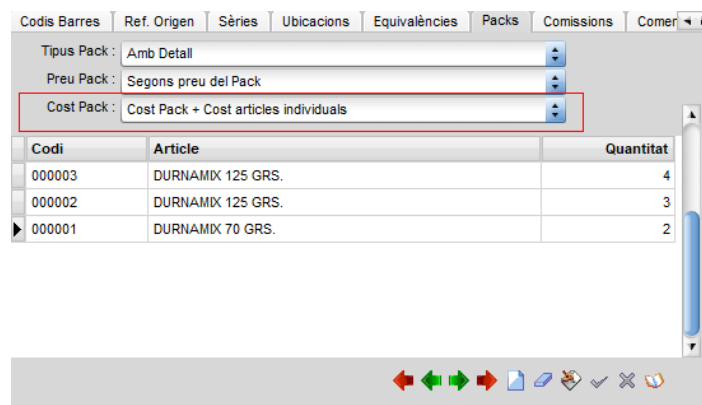 Codis Barres Ref. Origen Sèries Ubicacions Equivalències Packs Comissions Comer
Tipus Pack : Amb Detall
Preu Pack : Segons preu del Pack
Cost Pack : Cost Pack + Cost articles individuals
Codi Article Quantitat
000003 DURNAMIX 125 GRS. 4
000002 DURNAMIX 125 GRS. 3
000001 DURNAMIX 70 GRS. 2